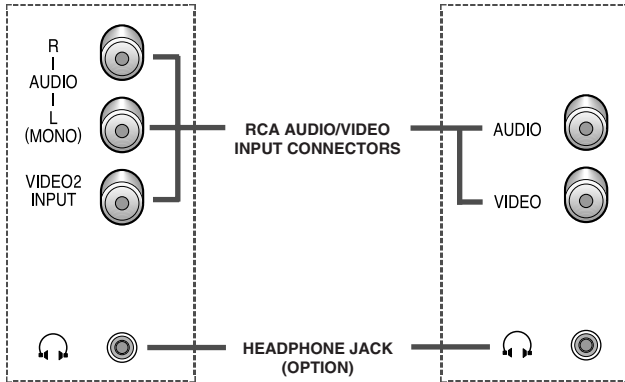 R
AUDIO
L
(MONO)
VIDEO2
INPUT
RCA AUDIO/VIDEO
INPUT CONNECTORS
AUDIO
VIDEO
HEADPHONE JACK
(OPTION)